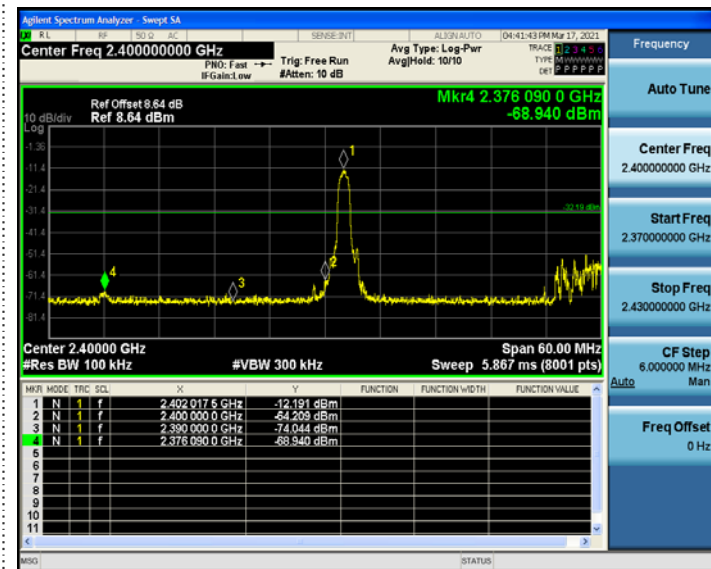 Agilent Spectrum Analyzer - Swept SA
RL RF 50 Ω AC SENSE:INT ALIGN AUTO 04:41:43 PM Mar 17, 2021
Center Freq 2.400000000 GHz
PNO: Fast
IFGain:Low
Trig: Free Run
#Atten: 10 dB
Avg Type: Log-Pwr
Avg|Hold: 10/10
TRACE 1 2 3 4 5 6
TYPE M
DET P P P P P P
Ref Offset 8.64 dB
10 dB/div Ref 8.64 dBm
Log
Mkr4 2.376 090 0 GHz
-68.940 dBm
-1.36
-11.4
-21.4
-31.4
-41.4
-51.4
-61.4
-71.4
-81.4
-32.19 dBm
1
2
3
4
Center 2.40000 GHz Span 60.00 MHz
#Res BW 100 kHz #VBW 300 kHz Sweep 5.867 ms (8001 pts)
MKR MODE TRC SCL X Y FUNCTION FUNCTION WIDTH FUNCTION VALUE
1 N 1 f 2.402 017 5 GHz -12.191 dBm
2 N 1 f 2.400 000 0 GHz -64.209 dBm
3 N 1 f 2.390 000 0 GHz -74.044 dBm
4 N 1 f 2.376 090 0 GHz -68.940 dBm
5
6
7
8
9
10
11
MSG STATUS
Frequency
Auto Tune
Center Freq
2.400000000 GHz
Start Freq
2.370000000 GHz
Stop Freq
2.430000000 GHz
CF Step
6.000000 MHz
Auto Man
Freq Offset
0 Hz